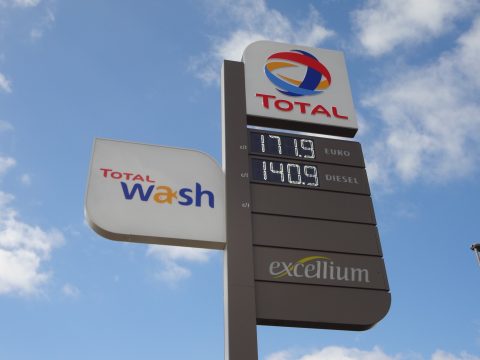 TOTAL
171.9 EURO
140.9 DIESEL
TOTAL
wash
excellium